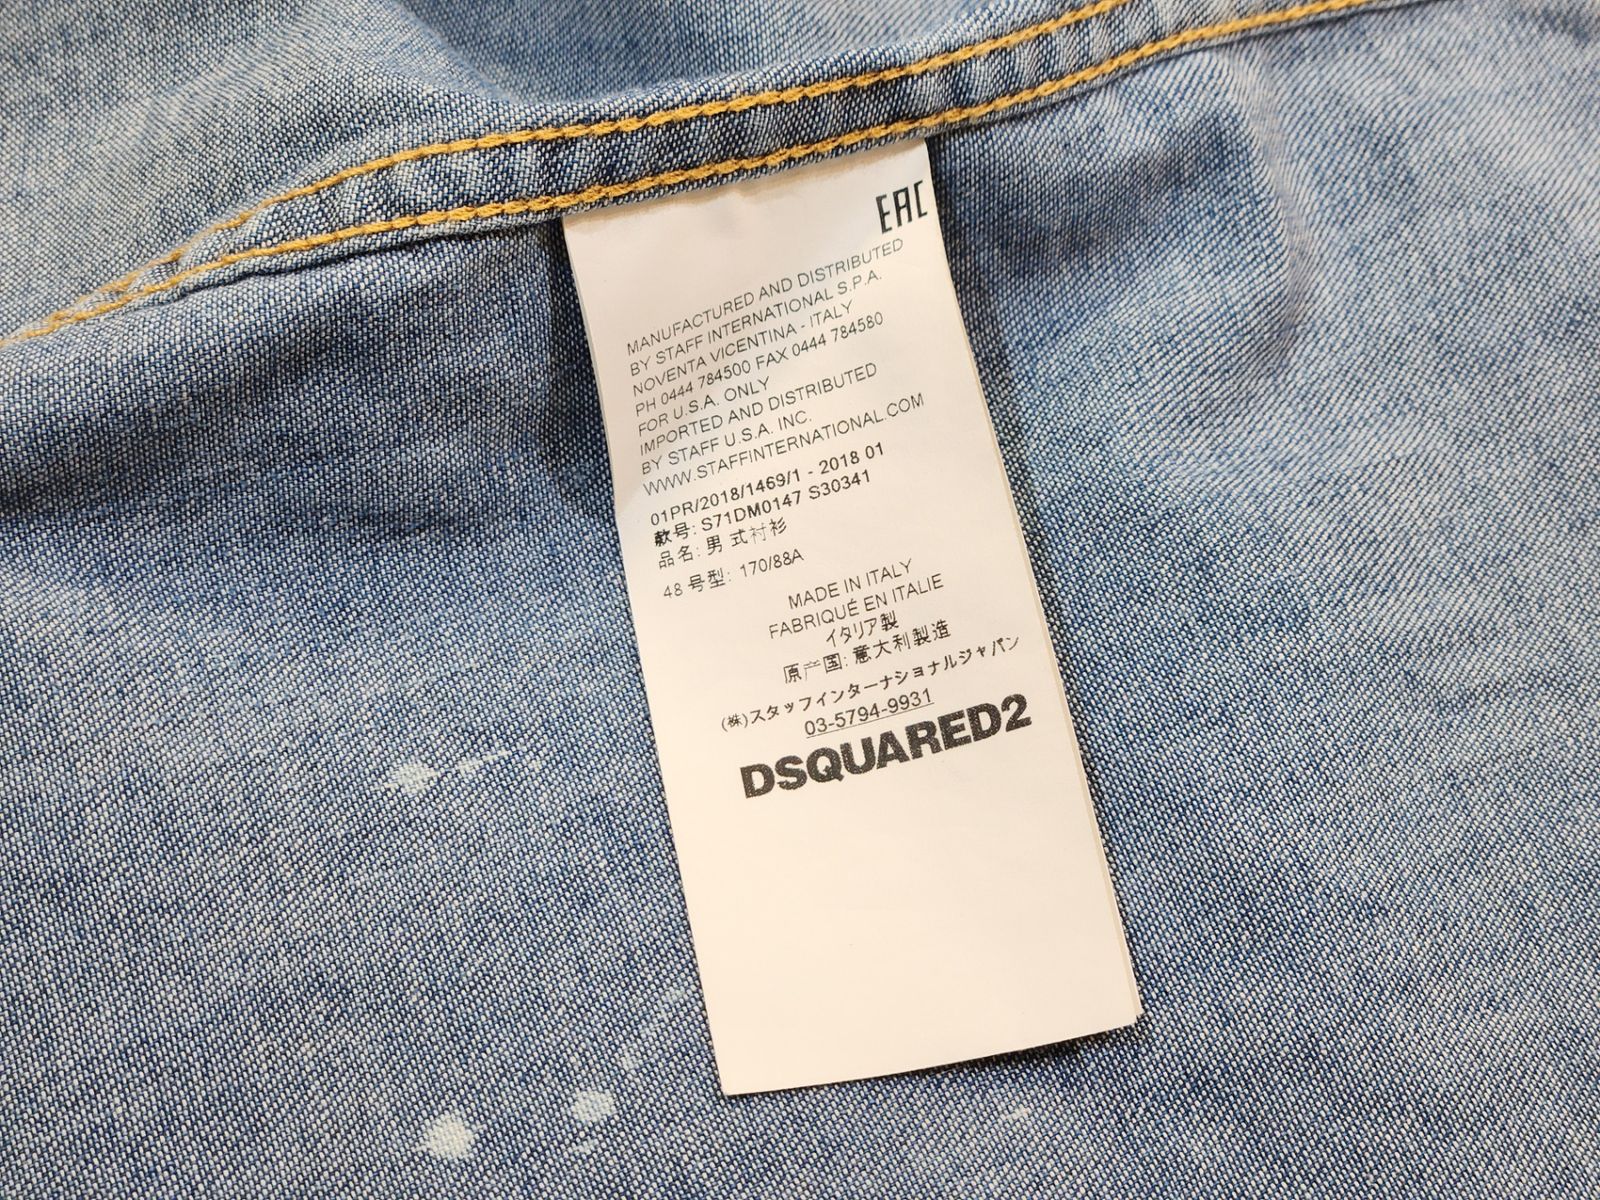 EAC
MANUFACTURED AND DISTRIBUTED
BY STAFF INTERNATIONAL S.P.A.
NOVENTA VICENTINA - ITALY
PH 0444 784500 FAX 0444 784580
FOR U.S.A. ONLY
IMPORTED AND DISTRIBUTED
BY STAFF U.S.A. INC.
WWW.STAFFINTERNATIONAL.COM
01PR/2018/1469/1 - 2018 01
款号: S71DM0147 S30341
品名: 男式衬衫
48 号型: 170/88A
MADE IN ITALY
FABRIQUÉ EN ITALIE
イタリア製
原产国: 意大利製造
(株)スタッフインターナショナルジャパン
03-5794-9931
DSQUARED2